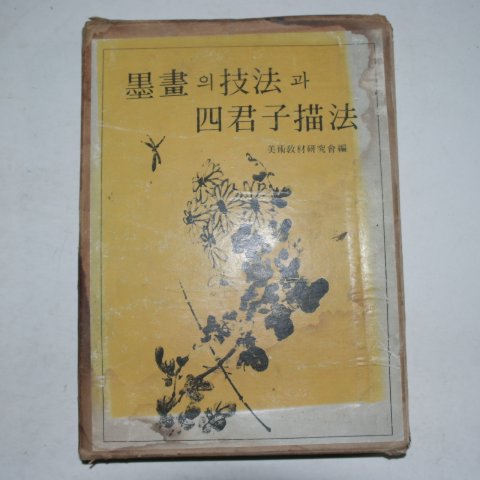 墨畫의技法과
四君子描法
美術敎材硏究會編